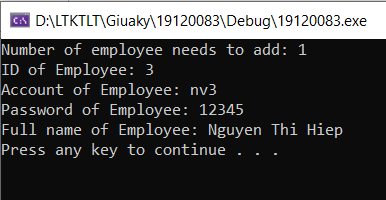 D:\LTKTLT\Giuaky\19120083\Debug\19120083.exe
Number of employee needs to add: 1
ID of Employee: 3
Account of Employee: nv3
Password of Employee: 12345
Full name of Employee: Nguyen Thi Hiep
Press any key to continue . . .